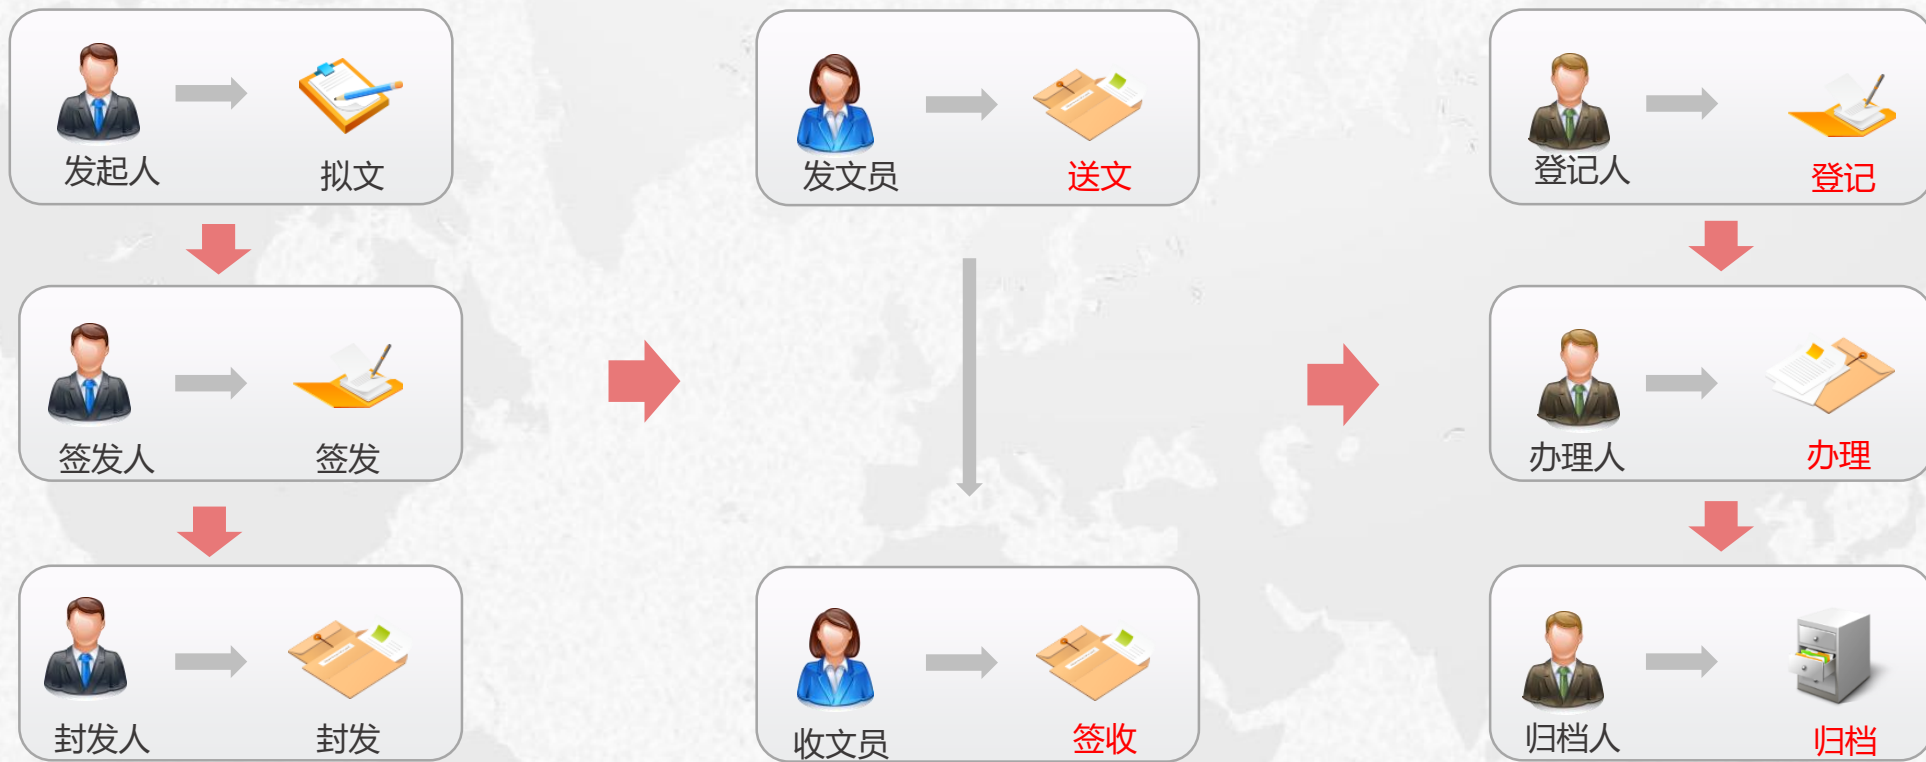 发起人 拟文
签发人 签发
封发人 封发
发文员 送文
收文员 签收
登记人 登记
办理人 办理
归档人 归档